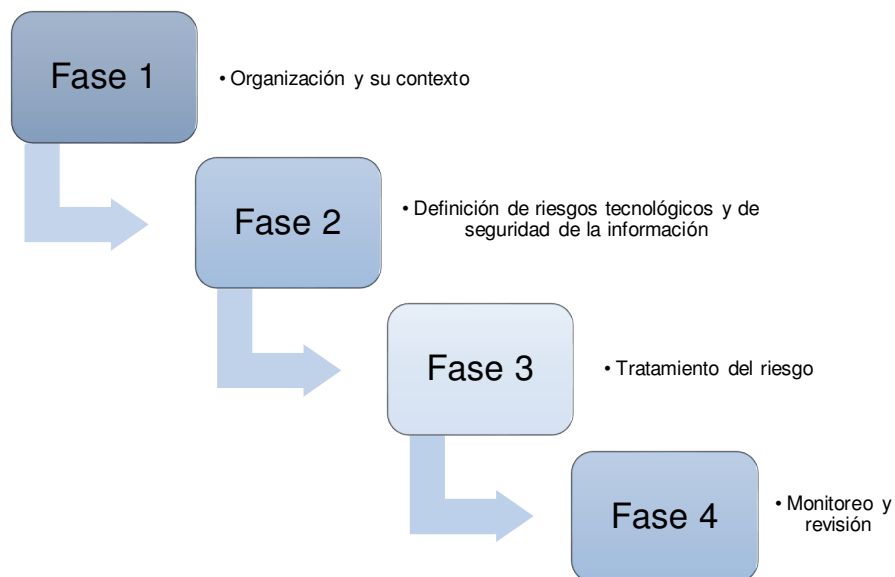 Fase 1
• Organización y su contexto
Fase 2
• Definición de riesgos tecnológicos y de
seguridad de la información
Fase 3
• Tratamiento del riesgo
Fase 4
• Monitoreo y
revisión